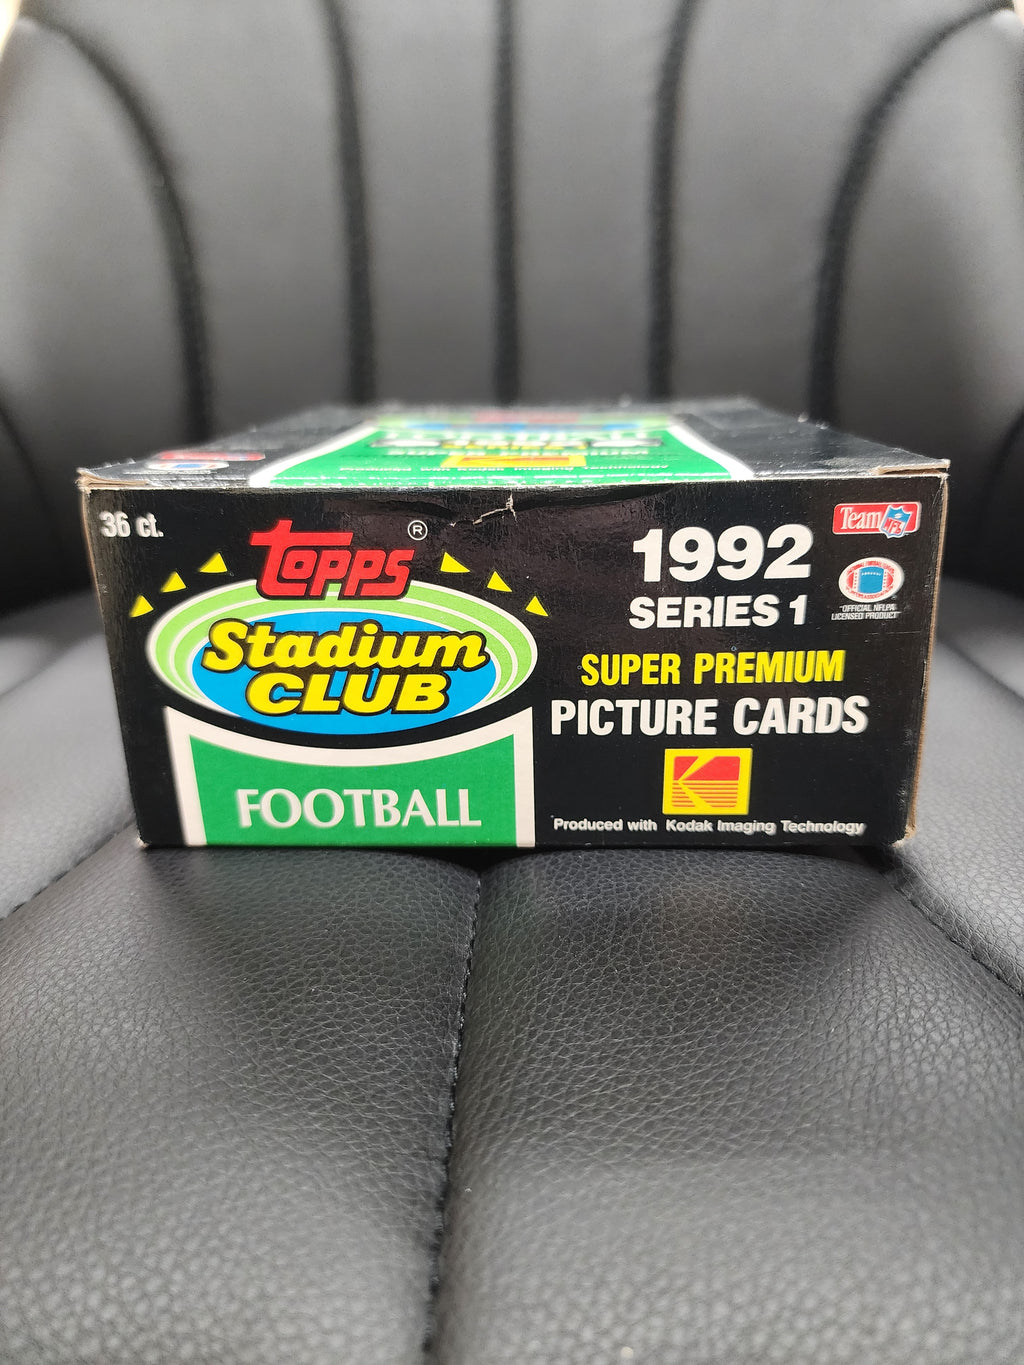 36 ct.
TOPPS ®
Stadium
CLUB
FOOTBALL
1992
SERIES 1
SUPER PREMIUM
PICTURE CARDS
Produced with Kodak Imaging Technology
Team NFL
OFFICIAL NFLPA
LICENSED PRODUCT